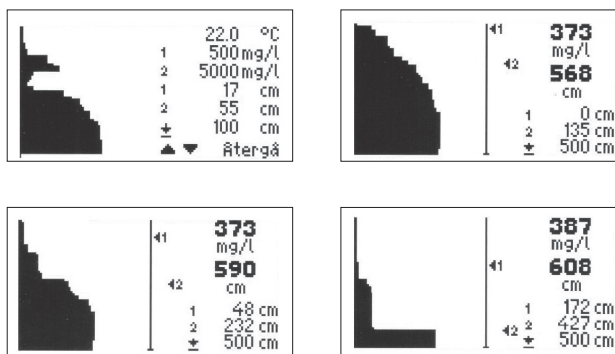 22.0 °C
1 500 mg/l
2 5000 mg/l
1 17 cm
2 55 cm
100 cm
Återgå
1 373
mg/l
2 568
cm
1 0 cm
2 135 cm
500 cm
373
1 mg/l
590
2 cm
1 48 cm
2 232 cm
500 cm
387
mg/l
1 608
cm
1 172 cm
2 2 427 cm
500 cm